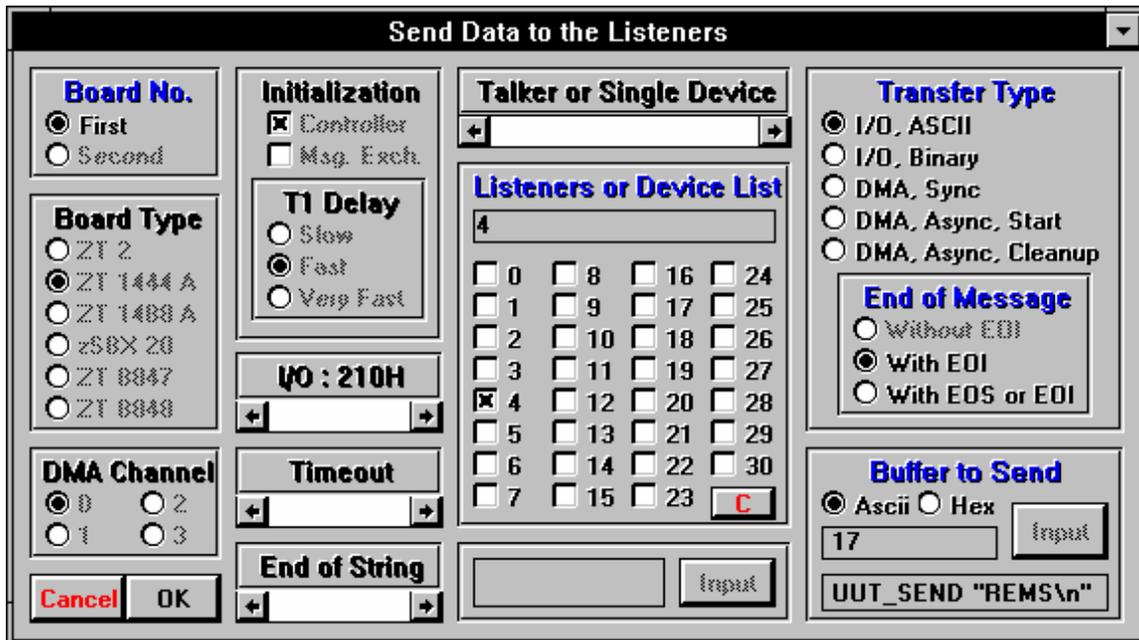 Send Data to the Listeners
Board No.
First
Second
Board Type
ZT 2
ZT 1444 A
ZT 1488 A
zSBX 20
ZT 8847
ZT 8848
DMA Channel
0 2
1 3
Cancel OK
Initialization
Controller
Msg. Exch.
T1 Delay
Slow
Fast
Very Fast
I/O : 210H
Timeout
End of String
Talker or Single Device
Listeners or Device List
4
0 8 16 24
1 9 17 25
2 10 18 26
3 11 19 27
4 12 20 28
5 13 21 29
6 14 22 30
7 15 23 C
Input
Transfer Type
I/O, ASCII
I/O, Binary
DMA, Sync
DMA, Async, Start
DMA, Async, Cleanup
End of Message
Without EOI
With EOI
With EOS or EOI
Buffer to Send
Ascii Hex
17 Input
UUT_SEND "REMS\n"